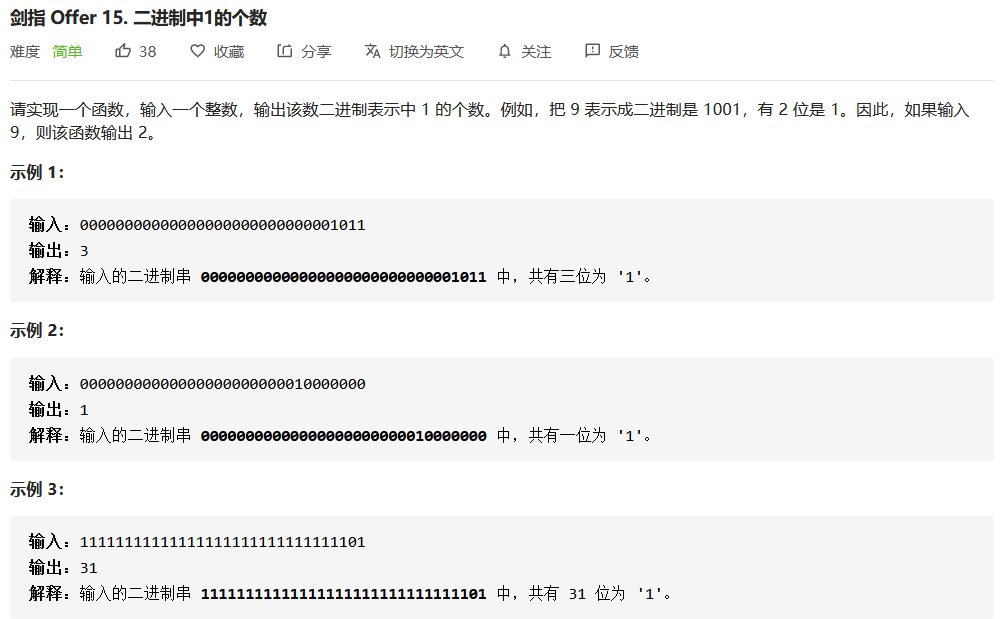 剑指 Offer 15. 二进制中1的个数
难度 简单 38 收藏 分享 切换为英文 关注 反馈
请实现一个函数，输入一个整数，输出该数二进制表示中 1 的个数。例如，把 9 表示成二进制是 1001，有 2 位是 1。因此，如果输入
9，则该函数输出 2。
示例 1：
输入：00000000000000000000000000001011
输出：3
解释：输入的二进制串 00000000000000000000000000001011 中，共有三位为 '1'。
示例 2：
输入：00000000000000000000000010000000
输出：1
解释：输入的二进制串 00000000000000000000000010000000 中，共有一位为 '1'。
示例 3：
输入：11111111111111111111111111111101
输出：31
解释：输入的二进制串 11111111111111111111111111111101 中，共有 31 位为 '1'。